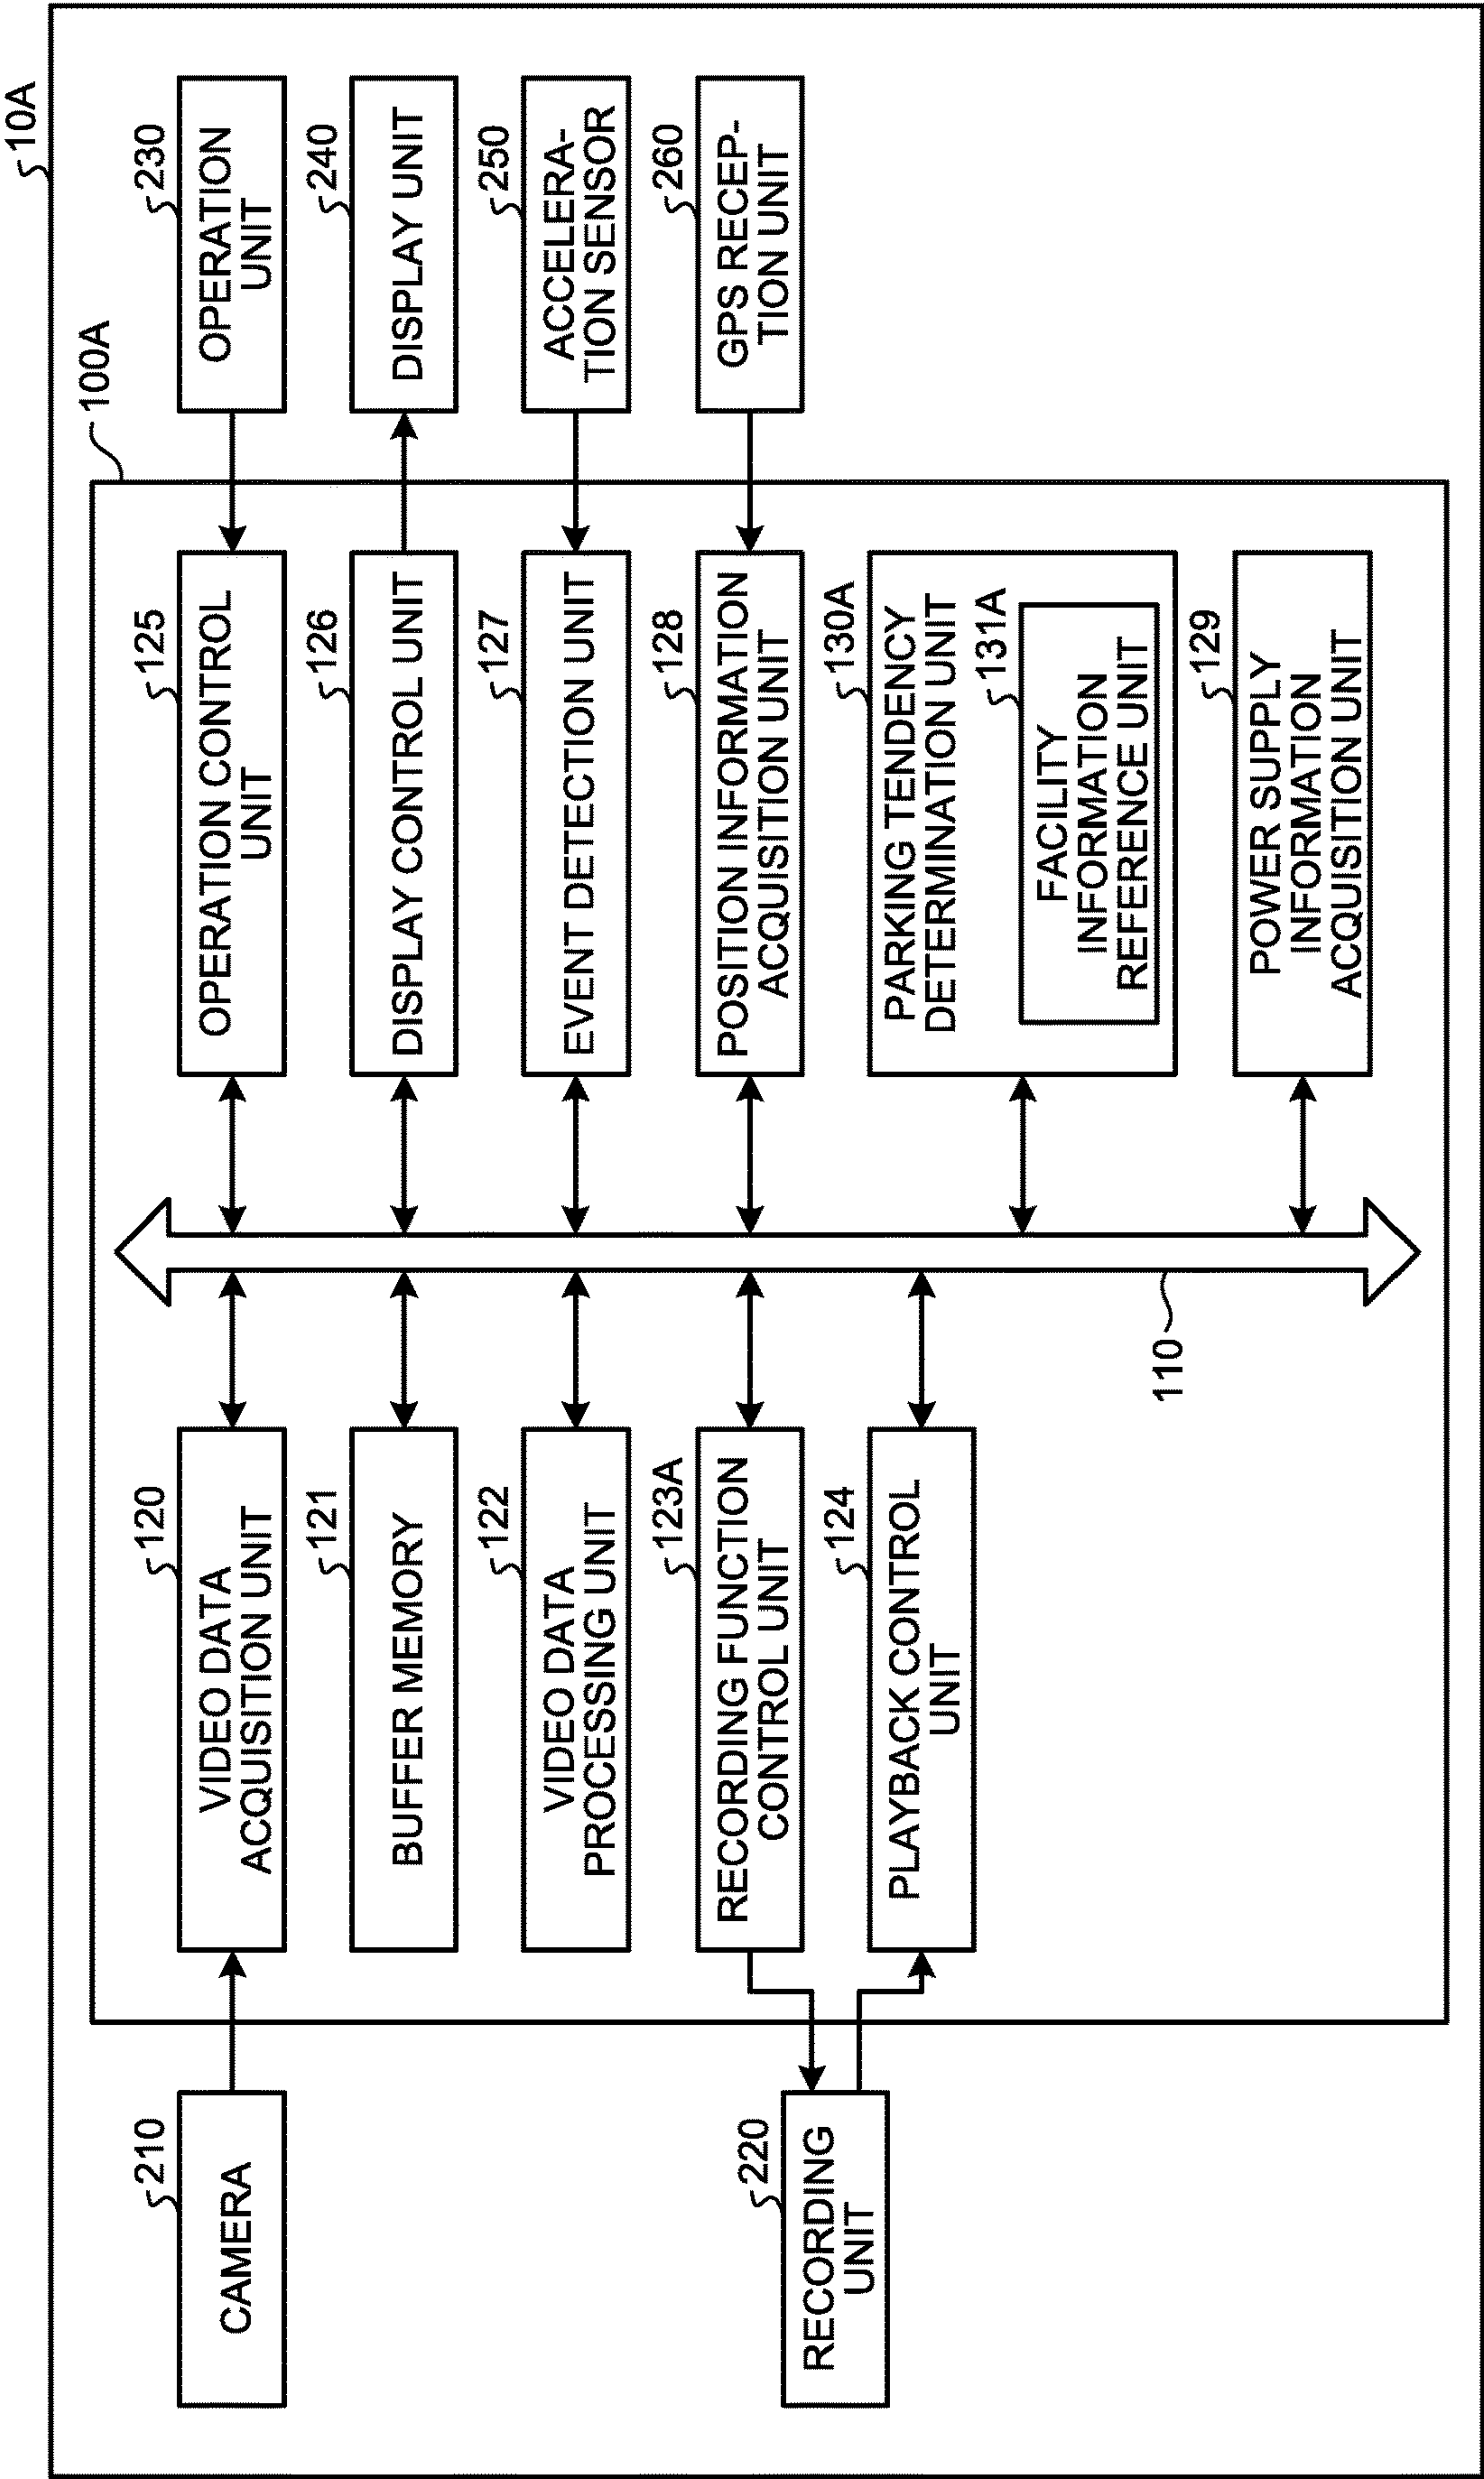 10A
100A
210
CAMERA
220
RECORDING
UNIT
120
VIDEO DATA
ACQUISITION UNIT
121
BUFFER MEMORY
122
VIDEO DATA
PROCESSING UNIT
123A
RECORDING FUNCTION
CONTROL UNIT
124
PLAYBACK CONTROL
UNIT
110
125
OPERATION CONTROL
UNIT
126
DISPLAY CONTROL UNIT
127
EVENT DETECTION UNIT
128
POSITION INFORMATION
ACQUISITION UNIT
130A
PARKING TENDENCY
DETERMINATION UNIT
131A
FACILITY
INFORMATION
REFERENCE UNIT
129
POWER SUPPLY
INFORMATION
ACQUISITION UNIT
230
OPERATION
UNIT
240
DISPLAY UNIT
250
ACCELERA-
TION SENSOR
260
GPS RECEP-
TION UNIT